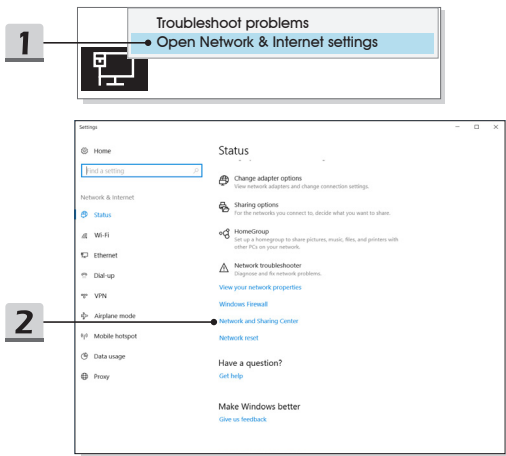 1
Troubleshoot problems
Open Network & Internet settings
2
Settings
Home
Find a setting
Network & Internet
Status
Wi-Fi
Ethernet
Dial-up
VPN
Airplane mode
Mobile hotspot
Data usage
Proxy
Status
Change adapter options
View network adapters and change connection settings.
Sharing options
For the networks you connect to, decide what you want to share.
HomeGroup
Set up a homegroup to share pictures, music, files, and printers with
other PCs on your network.
Network troubleshooter
Diagnose and fix network problems.
View your network properties
Windows Firewall
Network and Sharing Center
Network reset
Have a question?
Get help
Make Windows better
Give us feedback